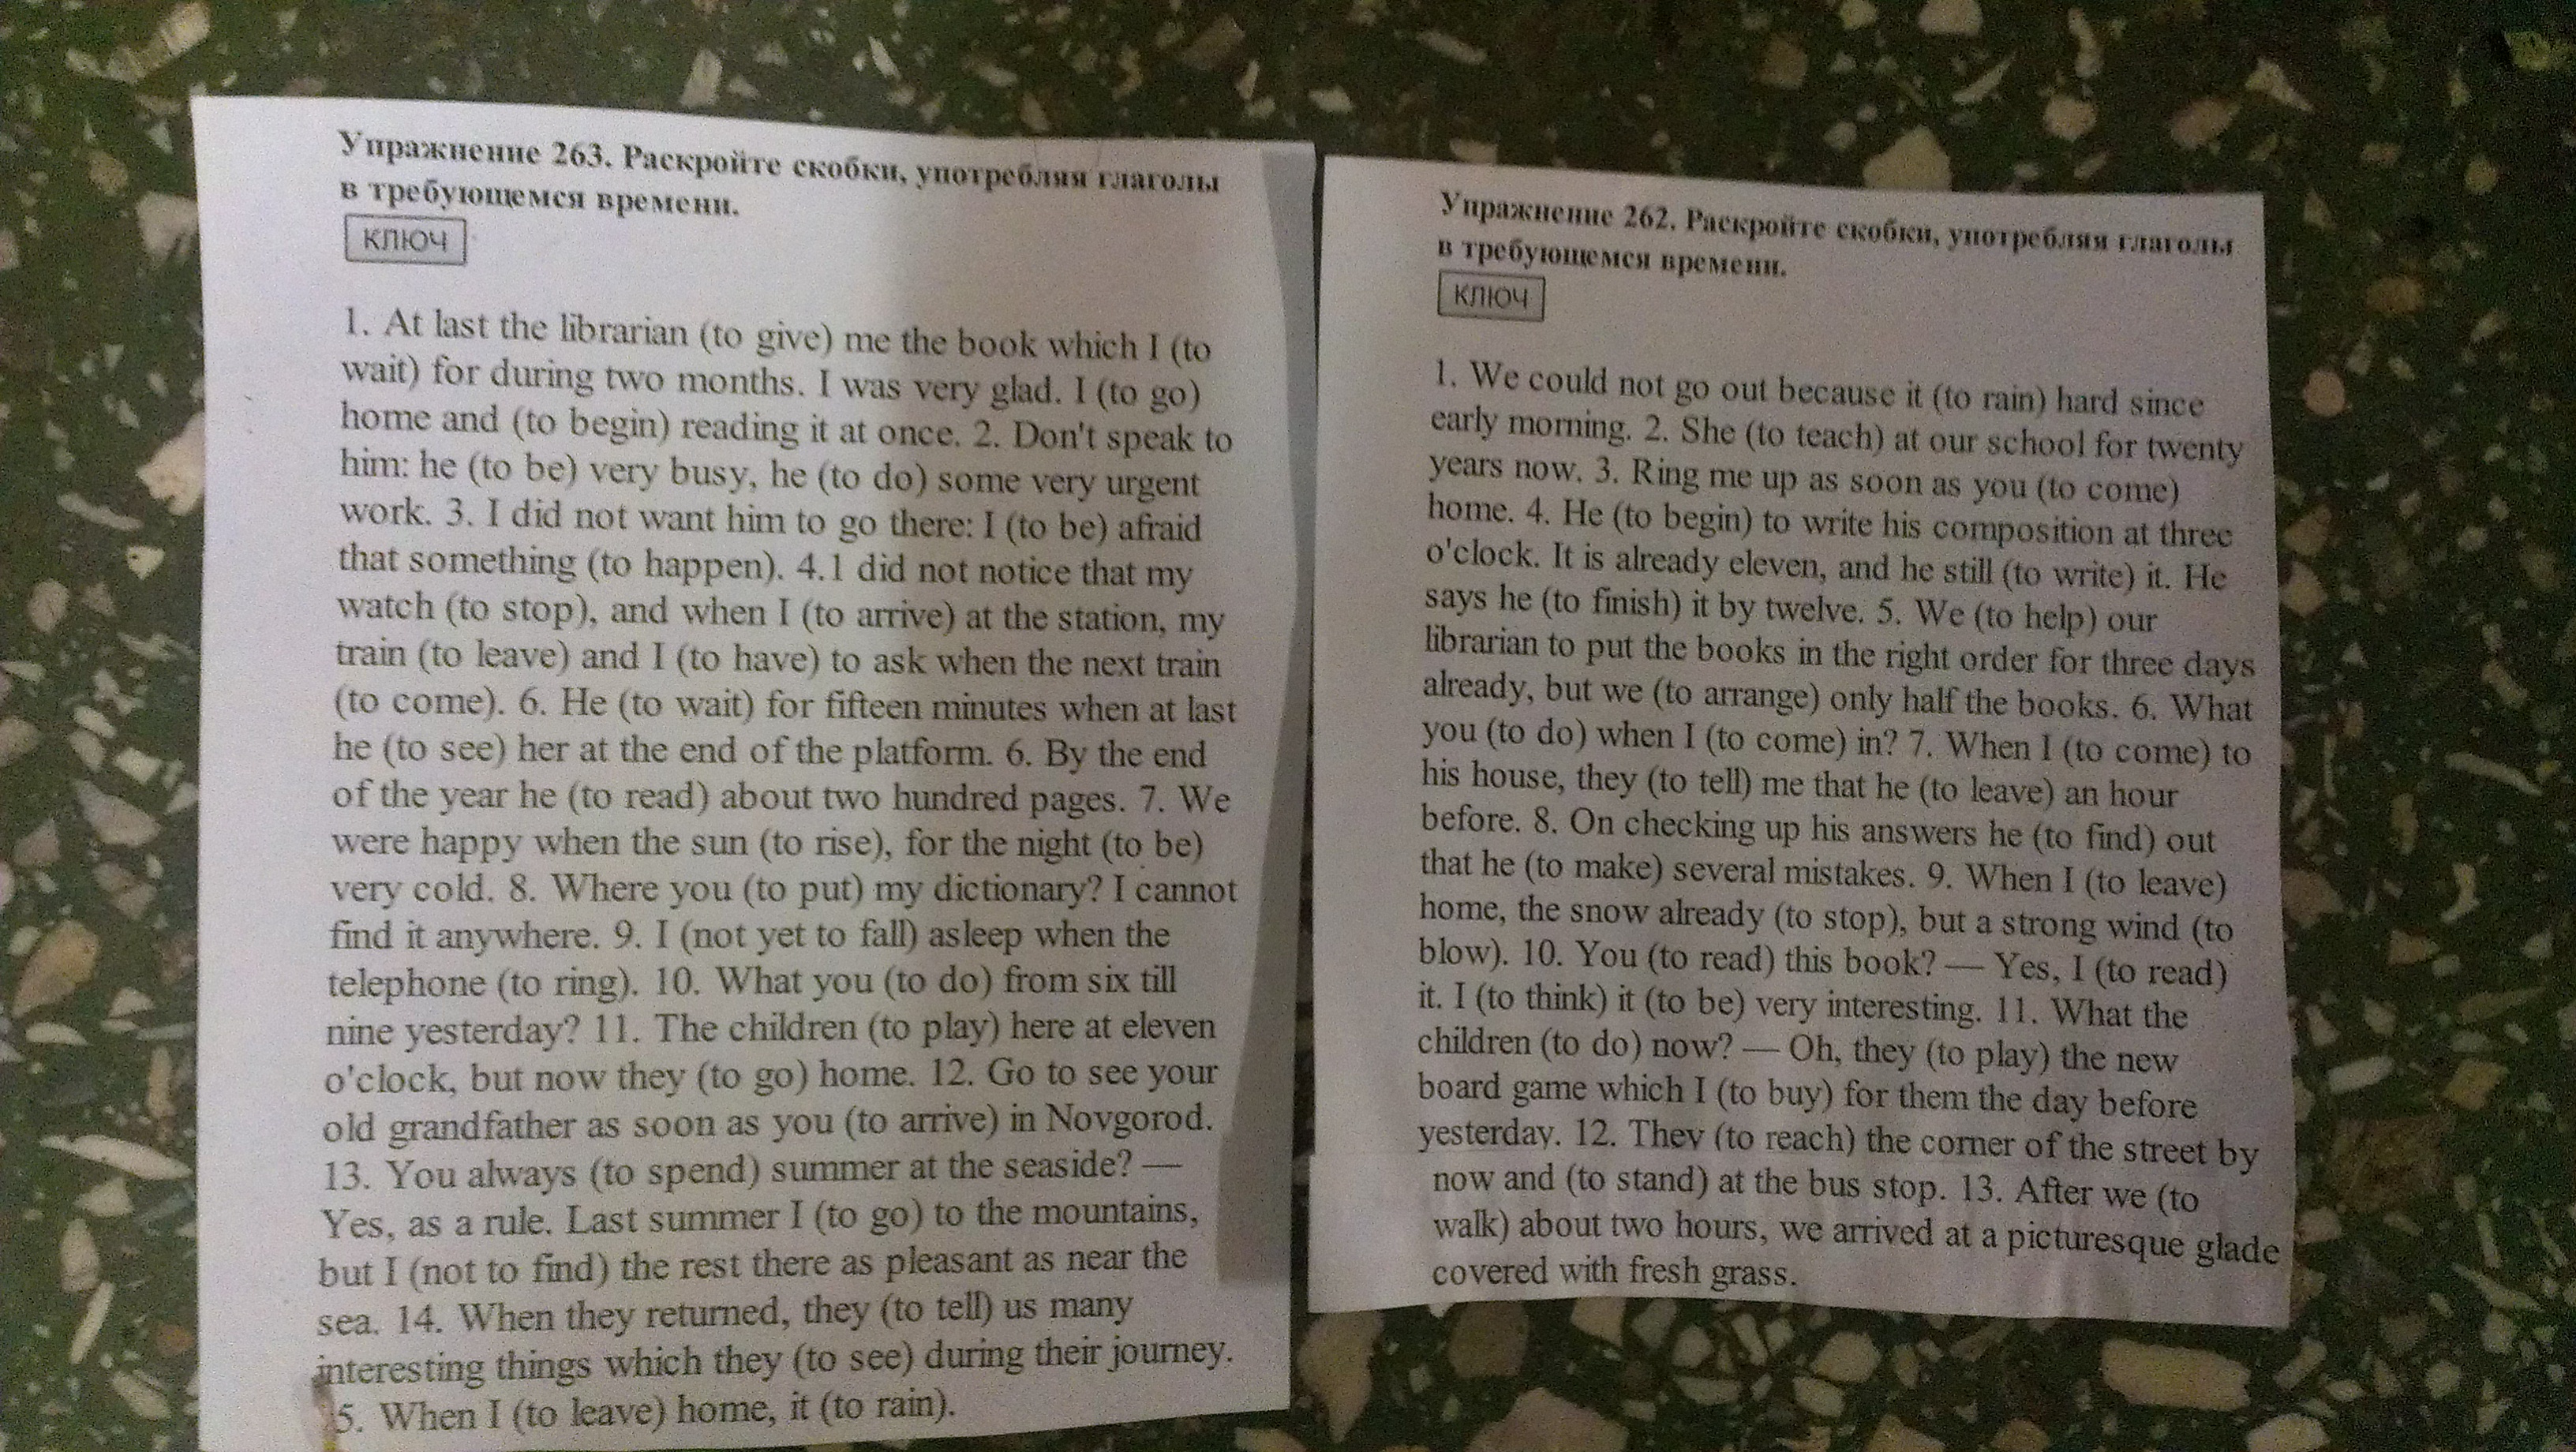 Упражнение 263. Раскройте скобки, употребляя глаголы
в требующемся времени.
КЛЮЧ
1. At last the librarian (to give) me the book which I (to
wait) for during two months. I was very glad. I (to go)
home and (to begin) reading it at once. 2. Don't speak to
him: he (to be) very busy, he (to do) some very urgent
work. 3. I did not want him to go there: I (to be) afraid
that something (to happen). 4.1 did not notice that my
watch (to stop), and when I (to arrive) at the station, my
train (to leave) and I (to have) to ask when the next train
(to come). 6. He (to wait) for fifteen minutes when at last
he (to see) her at the end of the platform. 6. By the end
of the year he (to read) about two hundred pages. 7. We
were happy when the sun (to rise), for the night (to be)
very cold. 8. Where you (to put) my dictionary? I cannot
find it anywhere. 9. I (not yet to fall) asleep when the
telephone (to ring). 10. What you (to do) from six till
nine yesterday? 11. The children (to play) here at eleven
o'clock, but now they (to go) home. 12. Go to see your
old grandfather as soon as you (to arrive) in Novgorod.
13. You always (to spend) summer at the seaside? —
Yes, as a rule. Last summer I (to go) to the mountains,
but I (not to find) the rest there as pleasant as near the
sea. 14. When they returned, they (to tell) us many
interesting things which they (to see) during their journey.
5. When I (to leave) home, it (to rain).
Упражнение 262. Раскройте скобки, употребляя глаголы
в требующемся времени.
КЛЮЧ
1. We could not go out because it (to rain) hard since
early morning. 2. She (to teach) at our school for twenty
years now. 3. Ring me up as soon as you (to come)
home. 4. He (to begin) to write his composition at three
o'clock. It is already eleven, and he still (to write) it. He
says he (to finish) it by twelve. 5. We (to help) our
librarian to put the books in the right order for three days
already, but we (to arrange) only half the books. 6. What
you (to do) when I (to come) in? 7. When I (to come) to
his house, they (to tell) me that he (to leave) an hour
before. 8. On checking up his answers he (to find) out
that he (to make) several mistakes. 9. When I (to leave)
home, the snow already (to stop), but a strong wind (to
blow). 10. You (to read) this book? — Yes, I (to read)
it. I (to think) it (to be) very interesting. 11. What the
children (to do) now? — Oh, they (to play) the new
board game which I (to buy) for them the day before
yesterday. 12. They (to reach) the corner of the street by
now and (to stand) at the bus stop. 13. After we (to
walk) about two hours, we arrived at a picturesque glade
covered with fresh grass.